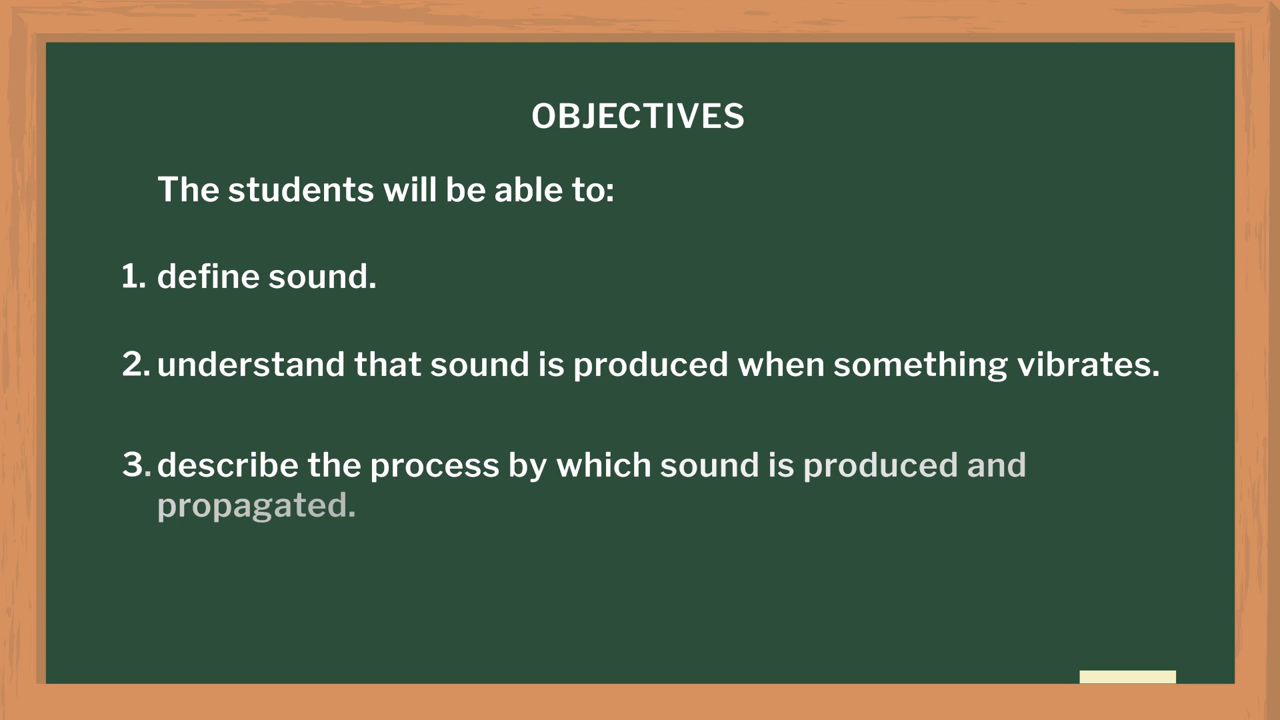 OBJECTIVES
The students will be able to:
1. define sound.
2. understand that sound is produced when something vibrates.
3. describe the process by which sound is produced and
propagated.